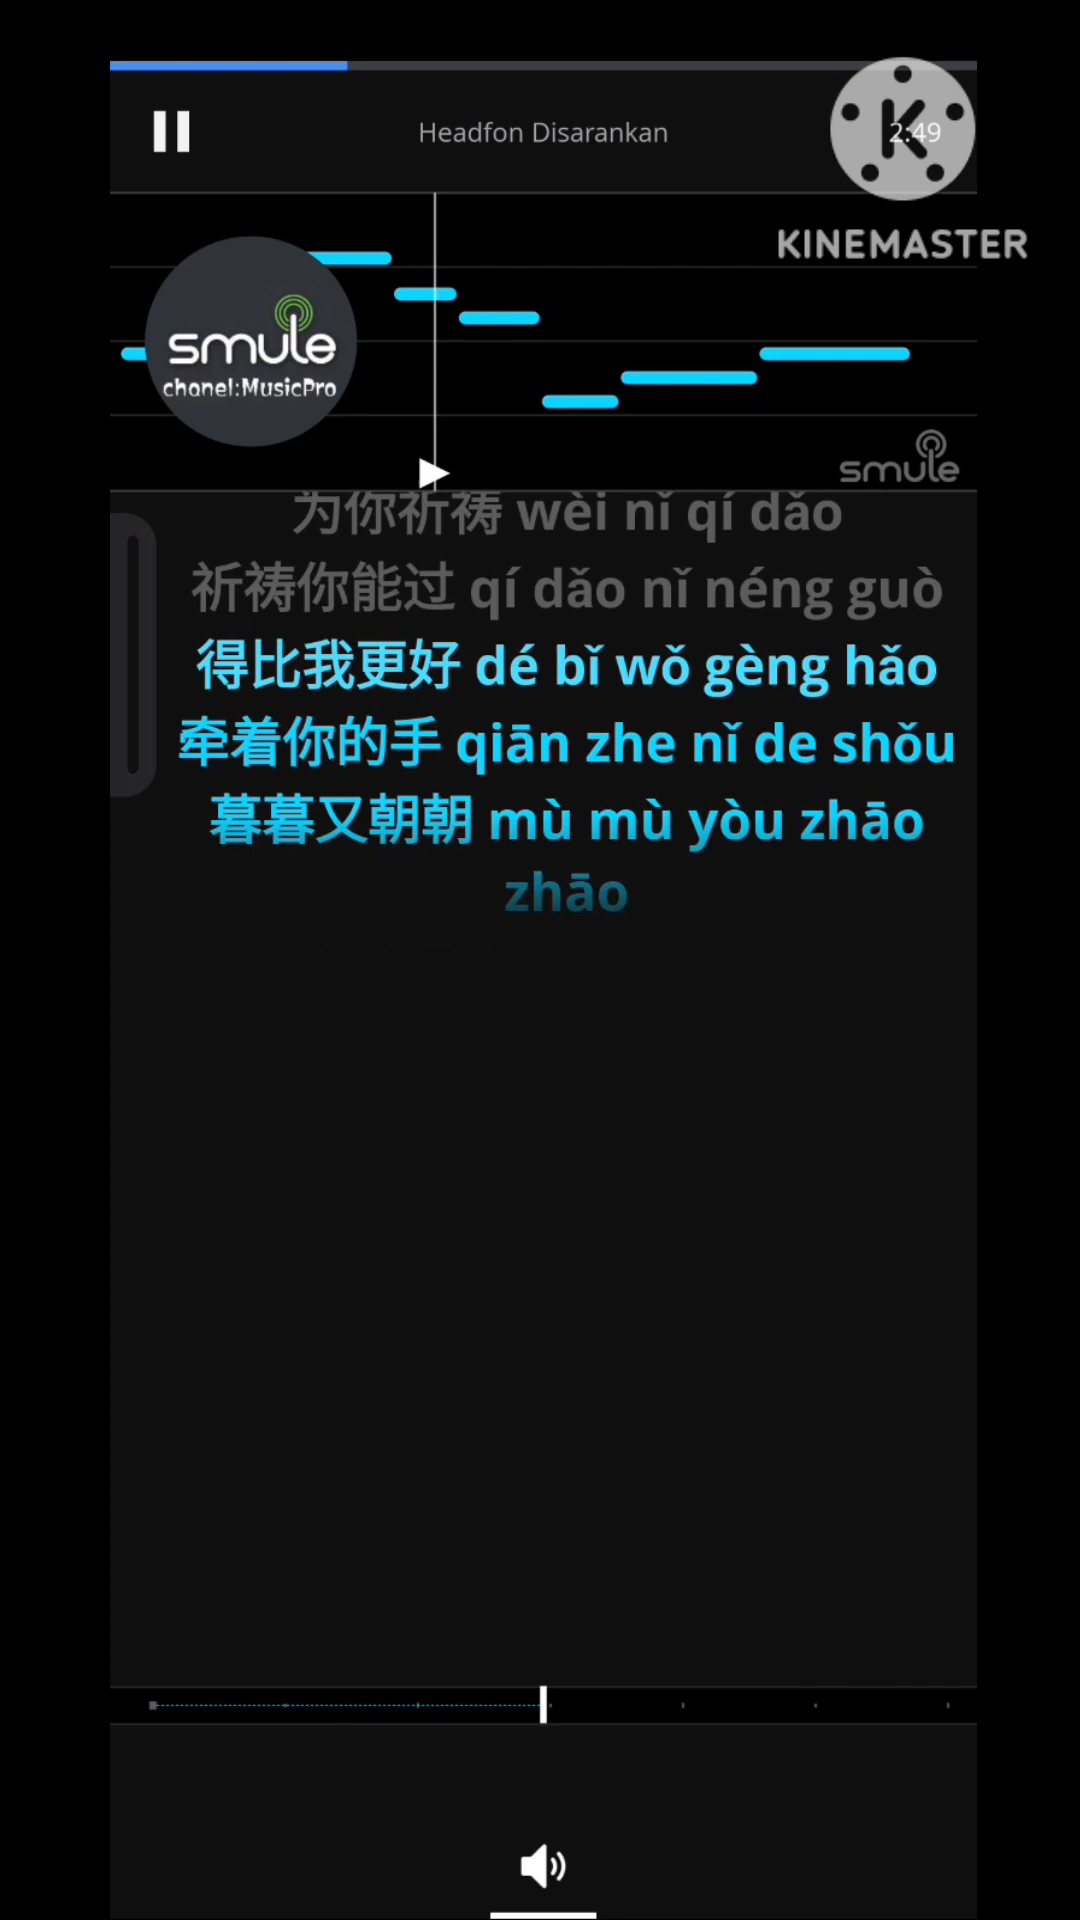 Headfon Disarankan
2:49
KINEMASTER
smule
chanel:MusicPro
smule
为你祈祷 wèi nǐ qí dǎo
祈祷你能过 qí dǎo nǐ néng guò
得比我更好 dé bǐ wǒ gèng hǎo
牵着你的手 qiān zhe nǐ de shǒu
暮暮又朝朝 mù mù yòu zhāo
zhāo